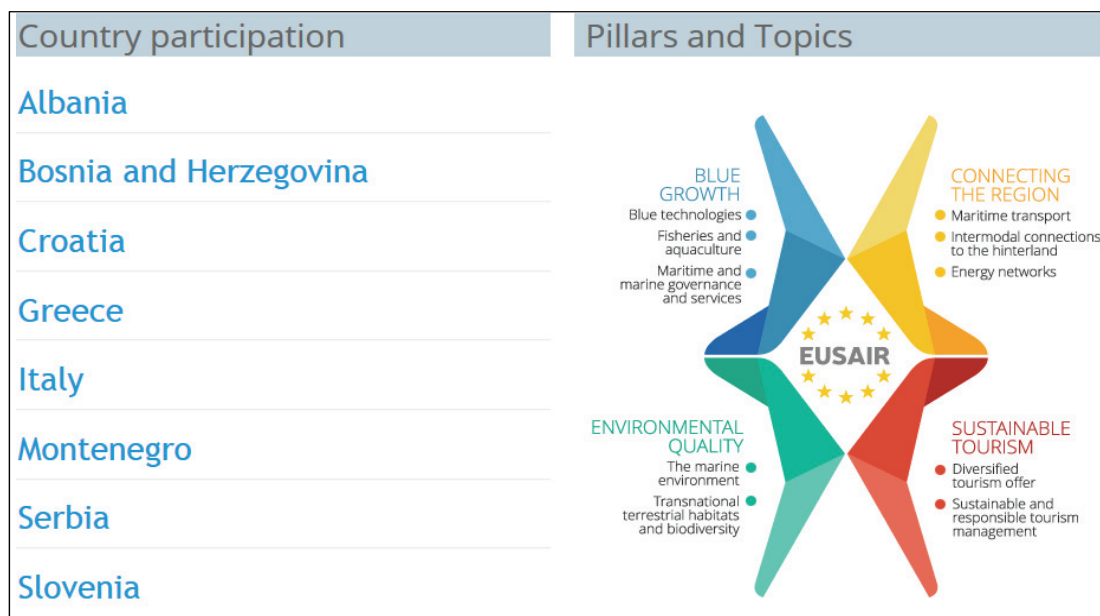 Country participation
Albania
Bosnia and Herzegovina
Croatia
Greece
Italy
Montenegro
Serbia
Slovenia
Pillars and Topics
BLUE
GROWTH
Blue technologies
Fisheries and
aquaculture
Maritime and
marine governance
and services
CONNECTING
THE REGION
Maritime transport
Intermodal connections
to the hinterland
Energy networks
EUSAIR
ENVIRONMENTAL
QUALITY
The marine
environment
Transnational
terrestrial habitats
and biodiversity
SUSTAINABLE
TOURISM
Diversified
tourism offer
Sustainable and
responsible tourism
management